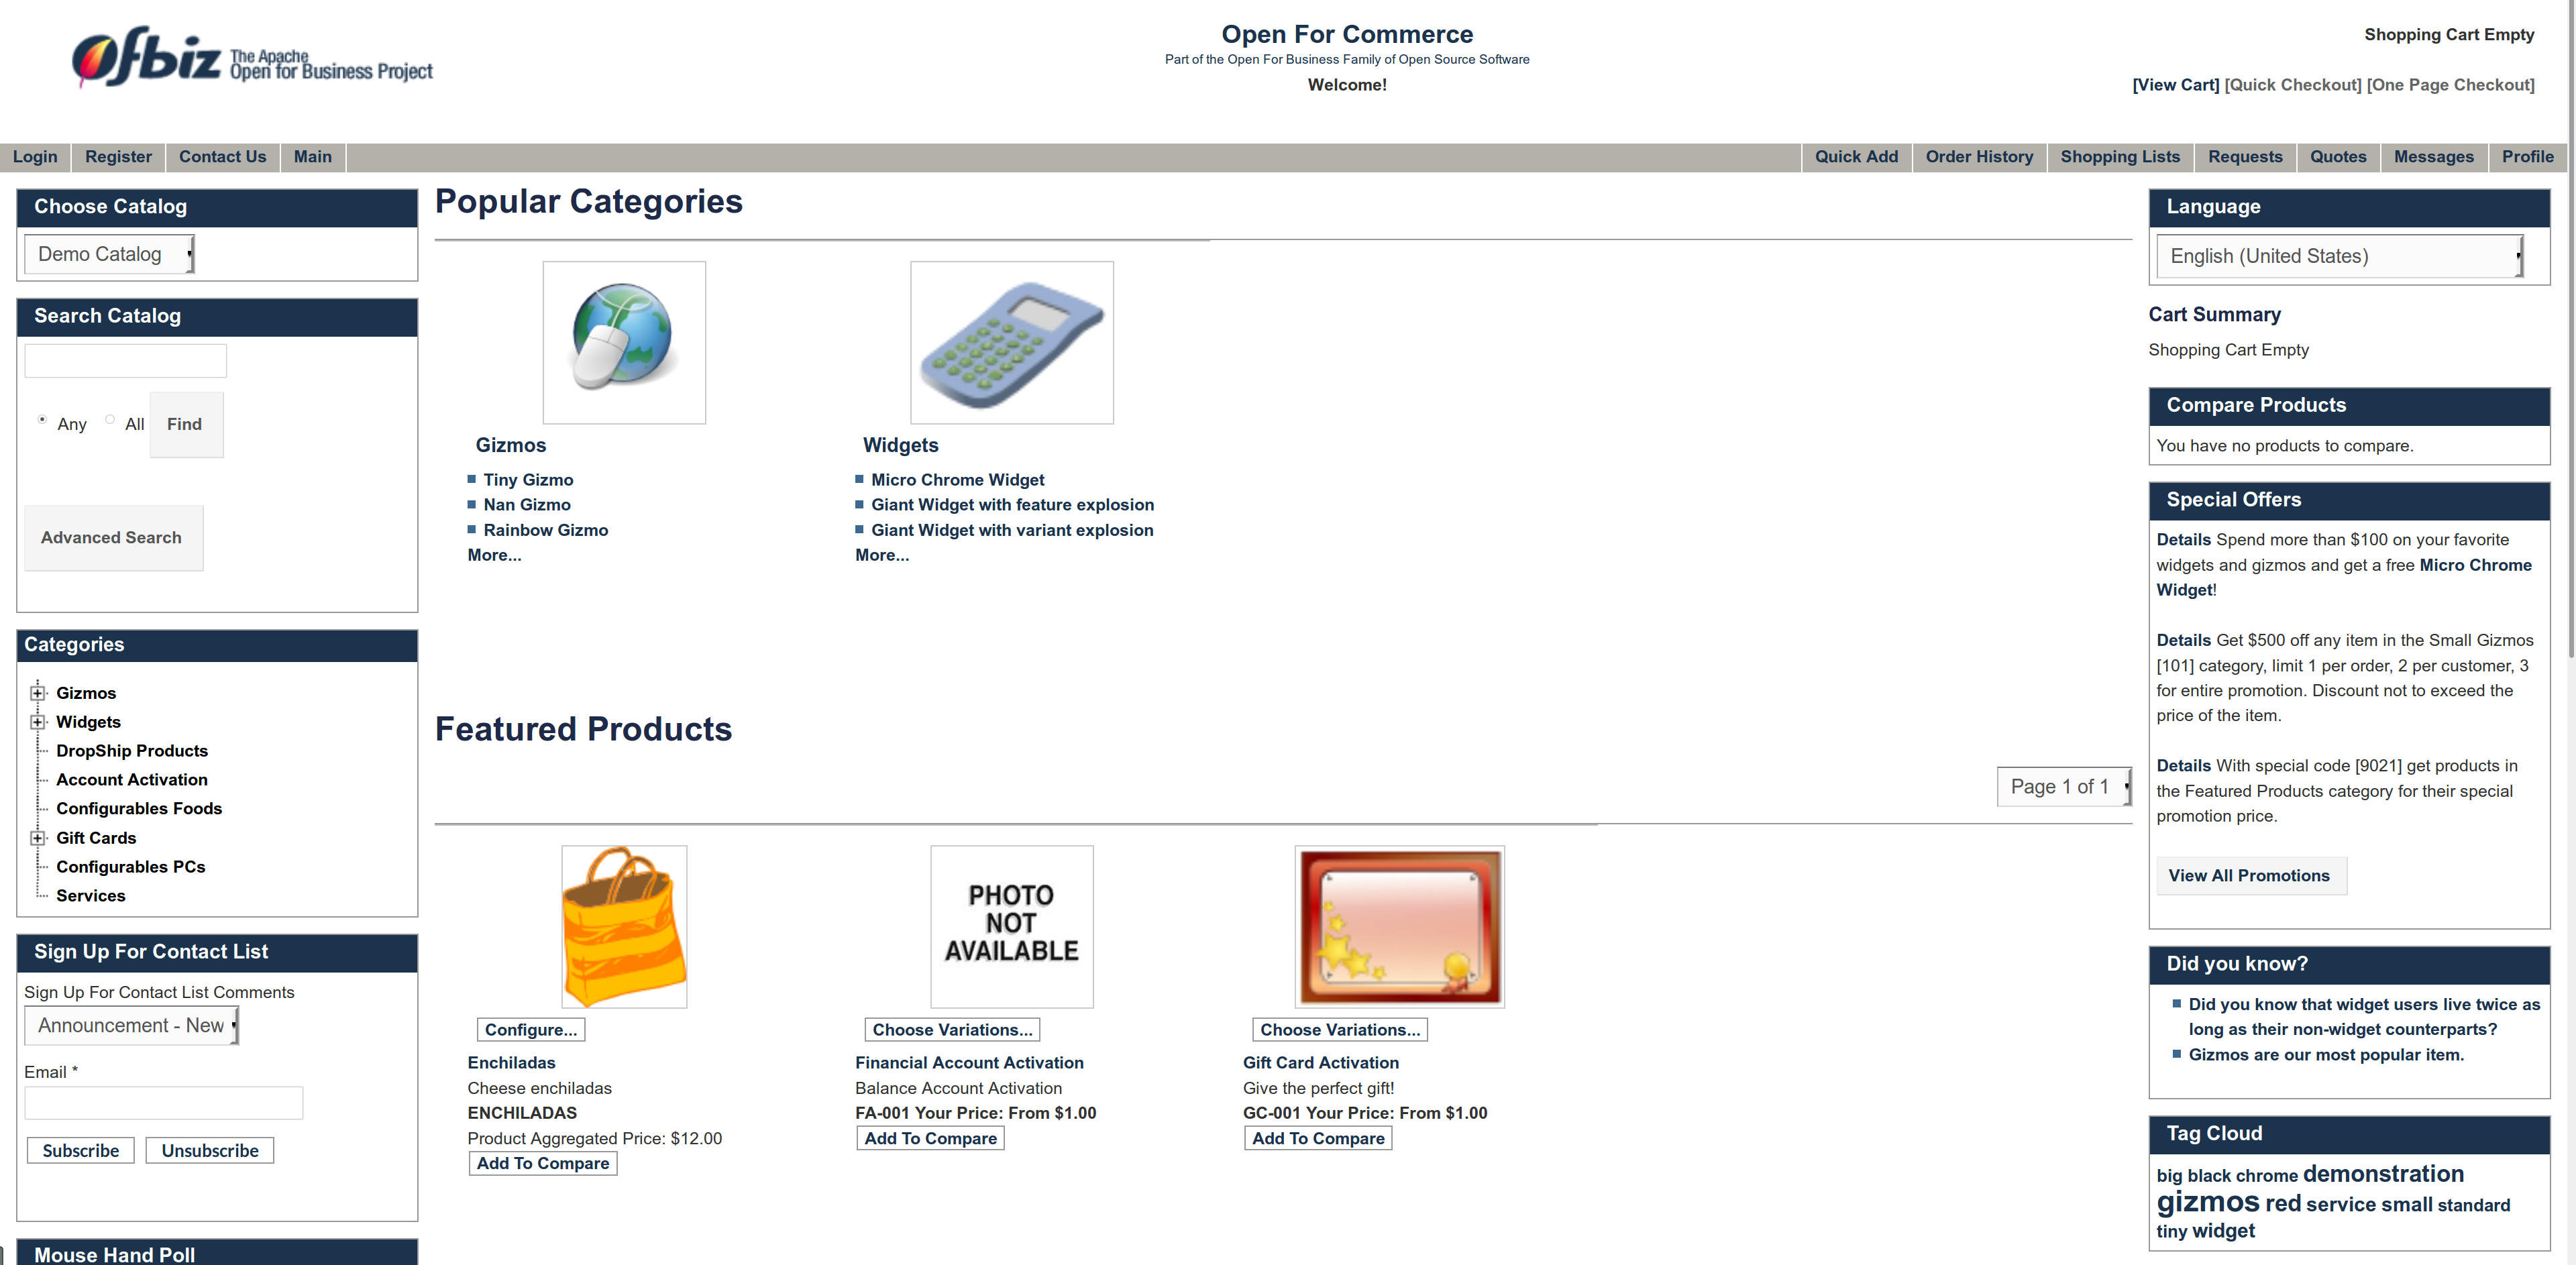 Ofbiz The Apache
Open for Business Project
Open For Commerce
Part of the Open For Business Family of Open Source Software
Welcome!
Shopping Cart Empty
[View Cart] [Quick Checkout] [One Page Checkout]
Login Register Contact Us Main Quick Add Order History Shopping Lists Requests Quotes Messages Profile
Choose Catalog
Demo Catalog
Search Catalog
Any All Find
Advanced Search
Categories
Gizmos
Widgets
DropShip Products
Account Activation
Configurables Foods
Gift Cards
Configurables PCs
Services
Sign Up For Contact List
Sign Up For Contact List Comments
Announcement - New
Email *
Subscribe Unsubscribe
Mouse Hand Poll
Popular Categories
Gizmos
Tiny Gizmo
Nan Gizmo
Rainbow Gizmo
More...
Widgets
Micro Chrome Widget
Giant Widget with feature explosion
Giant Widget with variant explosion
More...
Featured Products
Page 1 of 1
Configure...
Enchiladas
Cheese enchiladas
ENCHILADAS
Product Aggregated Price: $12.00
Add To Compare
PHOTO
NOT
AVAILABLE
Choose Variations...
Financial Account Activation
Balance Account Activation
FA-001 Your Price: From $1.00
Add To Compare
Choose Variations...
Gift Card Activation
Give the perfect gift!
GC-001 Your Price: From $1.00
Add To Compare
Language
English (United States)
Cart Summary
Shopping Cart Empty
Compare Products
You have no products to compare.
Special Offers
Details Spend more than $100 on your favorite
widgets and gizmos and get a free Micro Chrome
Widget!
Details Get $500 off any item in the Small Gizmos
[101] category, limit 1 per order, 2 per customer, 3
for entire promotion. Discount not to exceed the
price of the item.
Details With special code [9021] get products in
the Featured Products category for their special
promotion price.
View All Promotions
Did you know?
Did you know that widget users live twice as
long as their non-widget counterparts?
Gizmos are our most popular item.
Tag Cloud
big black chrome demonstration
gizmos red service small standard
tiny widget